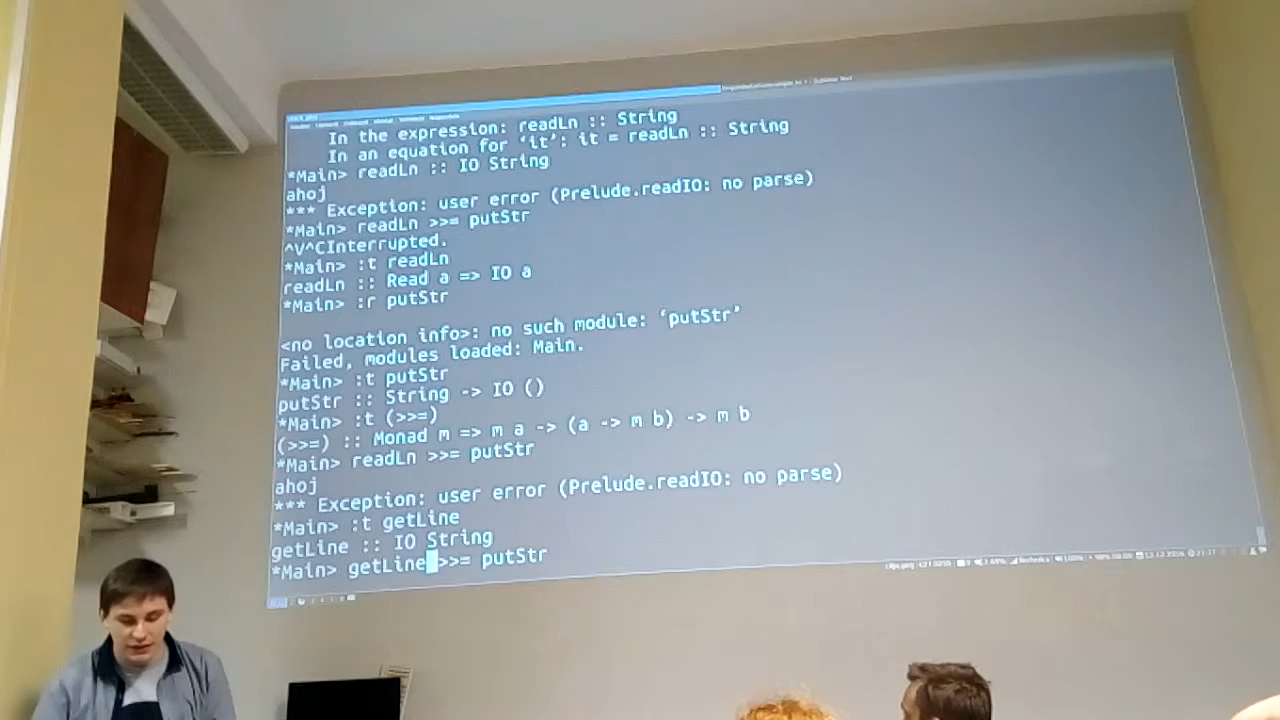 In the expression: readLn :: String
In an equation for ‘it’: it = readLn :: String
*Main> readLn :: IO String
ahoj
*** Exception: user error (Prelude.readIO: no parse)
*Main> readLn >>= putStr
^V^CInterrupted.
*Main> :t readLn
readLn :: Read a => IO a
*Main> :r putStr
<no location info>: no such module: ‘putStr’
Failed, modules loaded: Main.
*Main> :t putStr
putStr :: String -> IO ()
*Main> :t (>>=)
(>>=) :: Monad m => m a -> (a -> m b) -> m b
*Main> readLn >>= putStr
ahoj
*** Exception: user error (Prelude.readIO: no parse)
*Main> :t getLine
getLine :: IO String
*Main> getLine >>= putStr